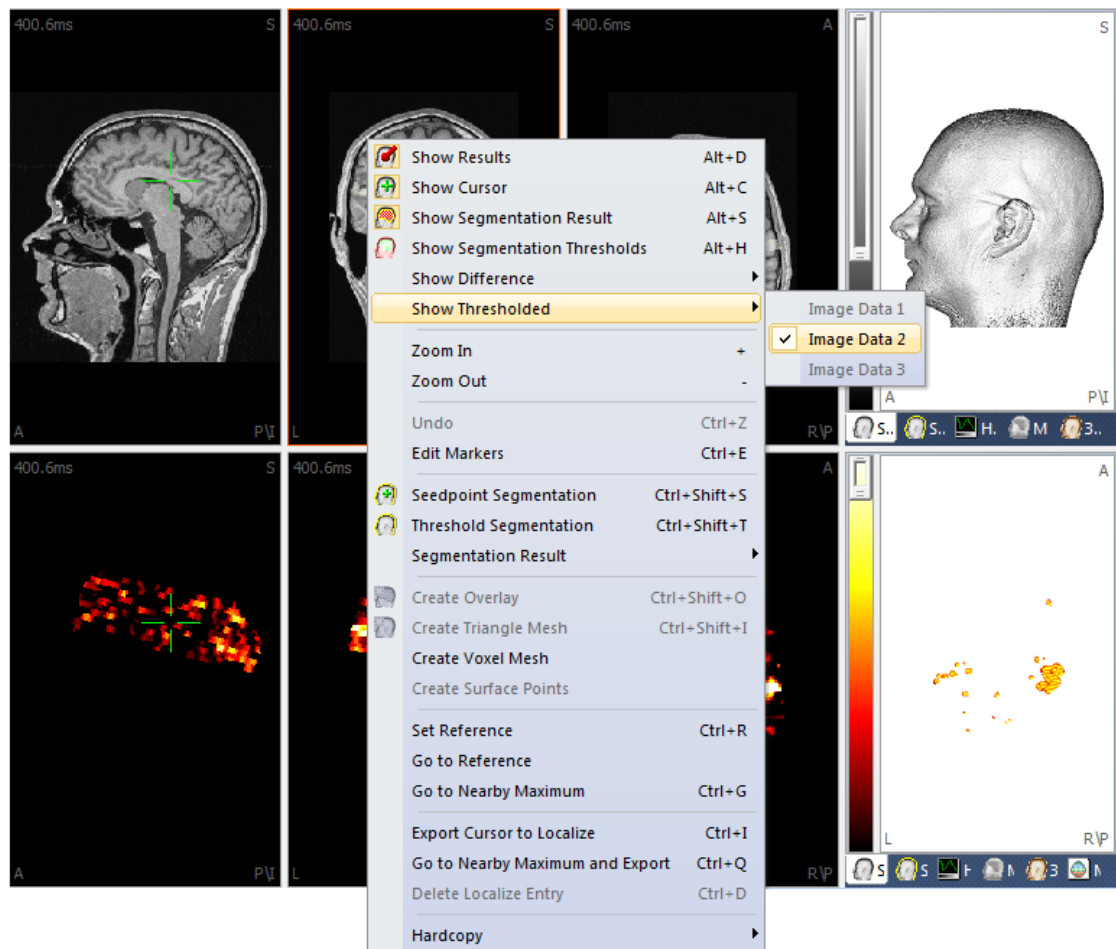 400.6ms S
400.6ms S
400.6ms A
S
Show Results Alt+D
Show Cursor Alt+C
Show Segmentation Result Alt+S
Show Segmentation Thresholds Alt+H
Show Difference
Show Thresholded
Image Data 1
Image Data 2
Image Data 3
Zoom In +
Zoom Out -
A P\I
Undo Ctrl+Z
A P\I
L
R\P
S.. S.. H. M 3..
Edit Markers Ctrl+E
400.6ms S
400.6ms
A
A
Seedpoint Segmentation Ctrl+Shift+S
Threshold Segmentation Ctrl+Shift+T
Segmentation Result
Create Overlay Ctrl+Shift+O
Create Triangle Mesh Ctrl+Shift+I
Create Voxel Mesh
Create Surface Points
Set Reference Ctrl+R
Go to Reference
Go to Nearby Maximum Ctrl+G
Export Cursor to Localize Ctrl+I
L R\P
Go to Nearby Maximum and Export Ctrl+Q
A P\I
L
R\P
S S H M 3 M
Delete Localize Entry Ctrl+D
Hardcopy